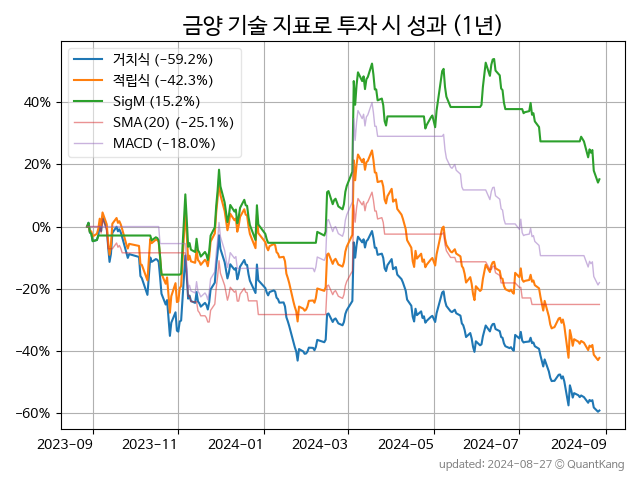 금양 기술 지표로 투자 시 성과 (1년)
거치식 (−59.2%)
적립식 (−42.3%)
SigM (15.2%)
SMA(20) (−25.1%)
MACD (−18.0%)
40%
20%
0%
−20%
−40%
−60%
2023-09 2023-11 2024-01 2024-03 2024-05 2024-07 2024-09
updated: 2024-08-27 © QuantKang